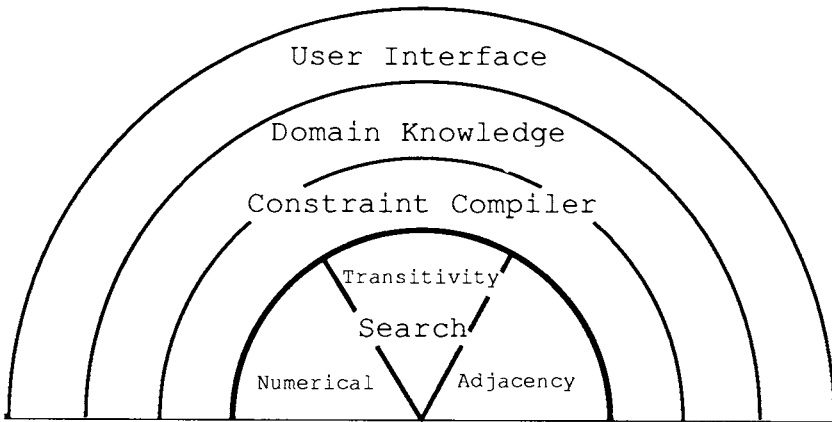 User Interface
Domain Knowledge
Constraint Compiler
Transitivity
Search
Numerical
Adjacency